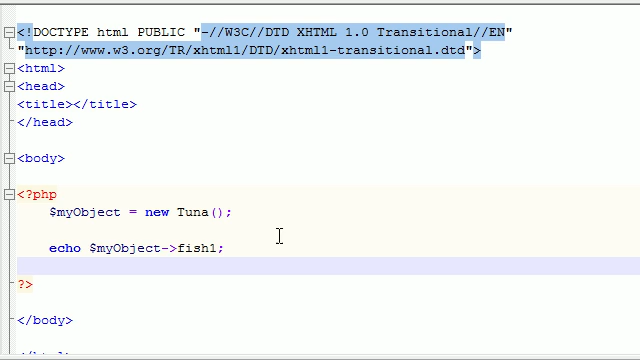 <!DOCTYPE html PUBLIC "-//W3C//DTD XHTML 1.0 Transitional//EN"
"http://www.w3.org/TR/xhtml1/DTD/xhtml1-transitional.dtd">
<html>
<head>
<title></title>
</head>
<body>
<?php
$myObject = new Tuna();
echo $myObject->fish1;
?>
</body>